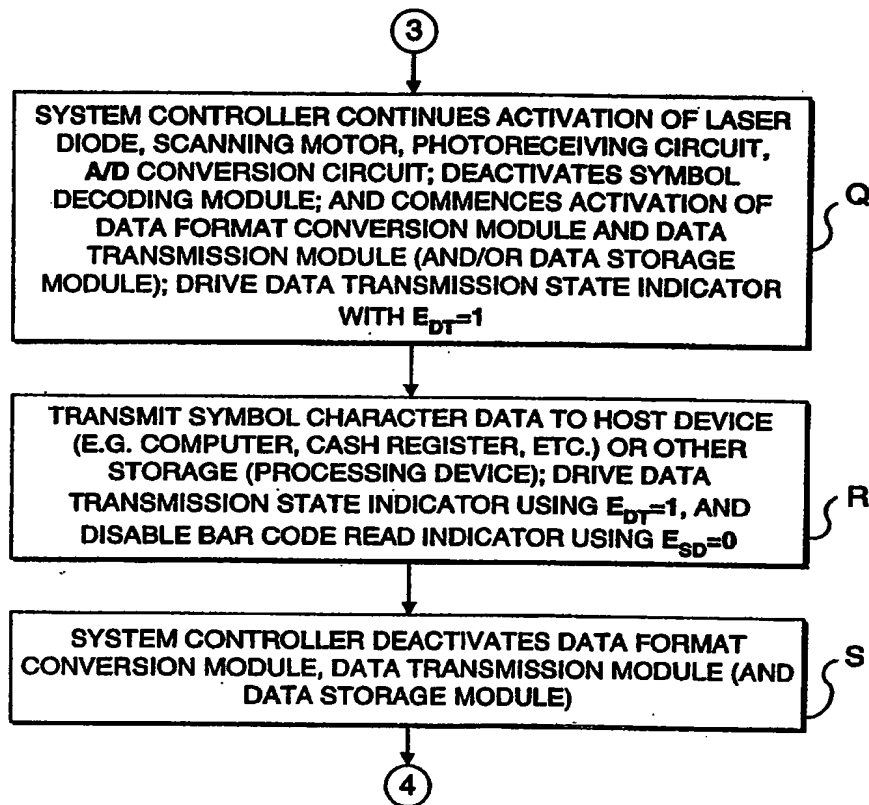 3
SYSTEM CONTROLLER CONTINUES ACTIVATION OF LASER
DIODE, SCANNING MOTOR, PHOTORECEIVING CIRCUIT,
A/D CONVERSION CIRCUIT; DEACTIVATES SYMBOL
DECODING MODULE; AND COMMENCES ACTIVATION OF
DATA FORMAT CONVERSION MODULE AND DATA
TRANSMISSION MODULE (AND/OR DATA STORAGE
MODULE); DRIVE DATA TRANSMISSION STATE INDICATOR
WITH E_DT=1
Q
TRANSMIT SYMBOL CHARACTER DATA TO HOST DEVICE
(E.G. COMPUTER, CASH REGISTER, ETC.) OR OTHER
STORAGE (PROCESSING DEVICE); DRIVE DATA
TRANSMISSION STATE INDICATOR USING E_DT=1, AND
DISABLE BAR CODE READ INDICATOR USING E_SD=0
R
SYSTEM CONTROLLER DEACTIVATES DATA FORMAT
CONVERSION MODULE, DATA TRANSMISSION MODULE (AND
DATA STORAGE MODULE)
S
4